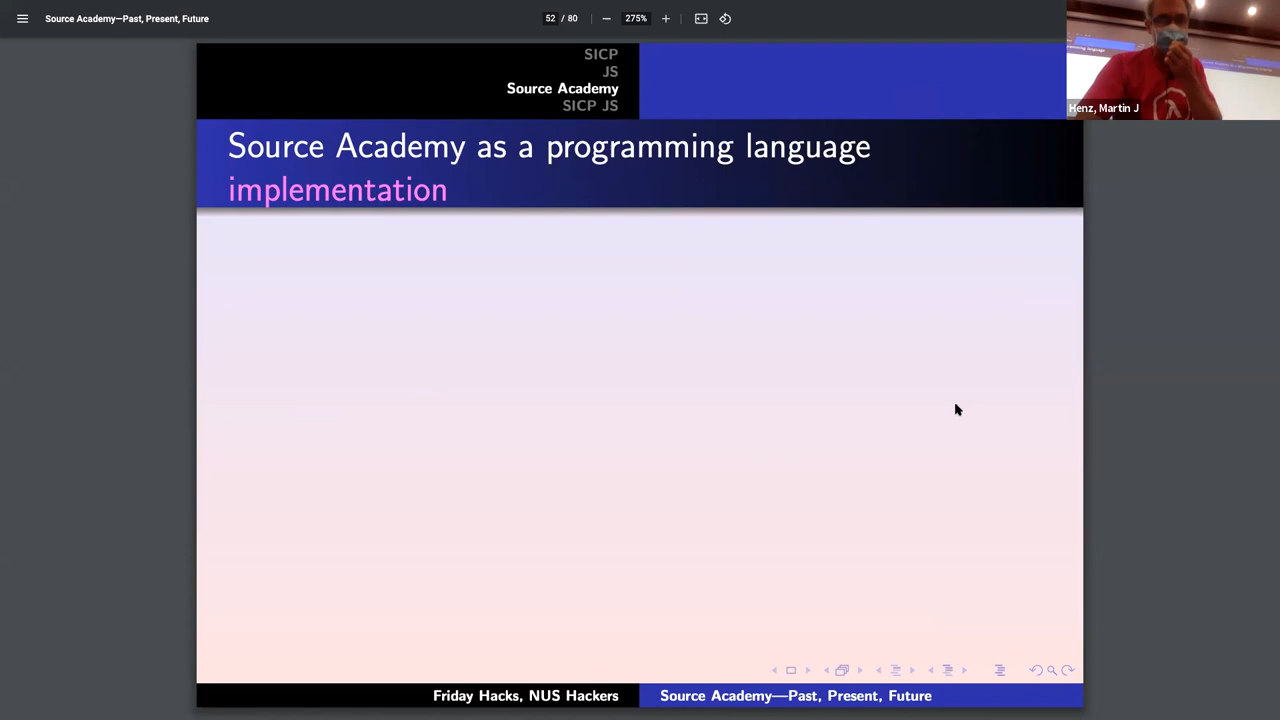 Source Academy—Past, Present, Future
52 / 80
275%
Henz, Martin J
SICP
JS
Source Academy
SICP JS
Source Academy as a programming language
implementation
Friday Hacks, NUS Hackers
Source Academy—Past, Present, Future